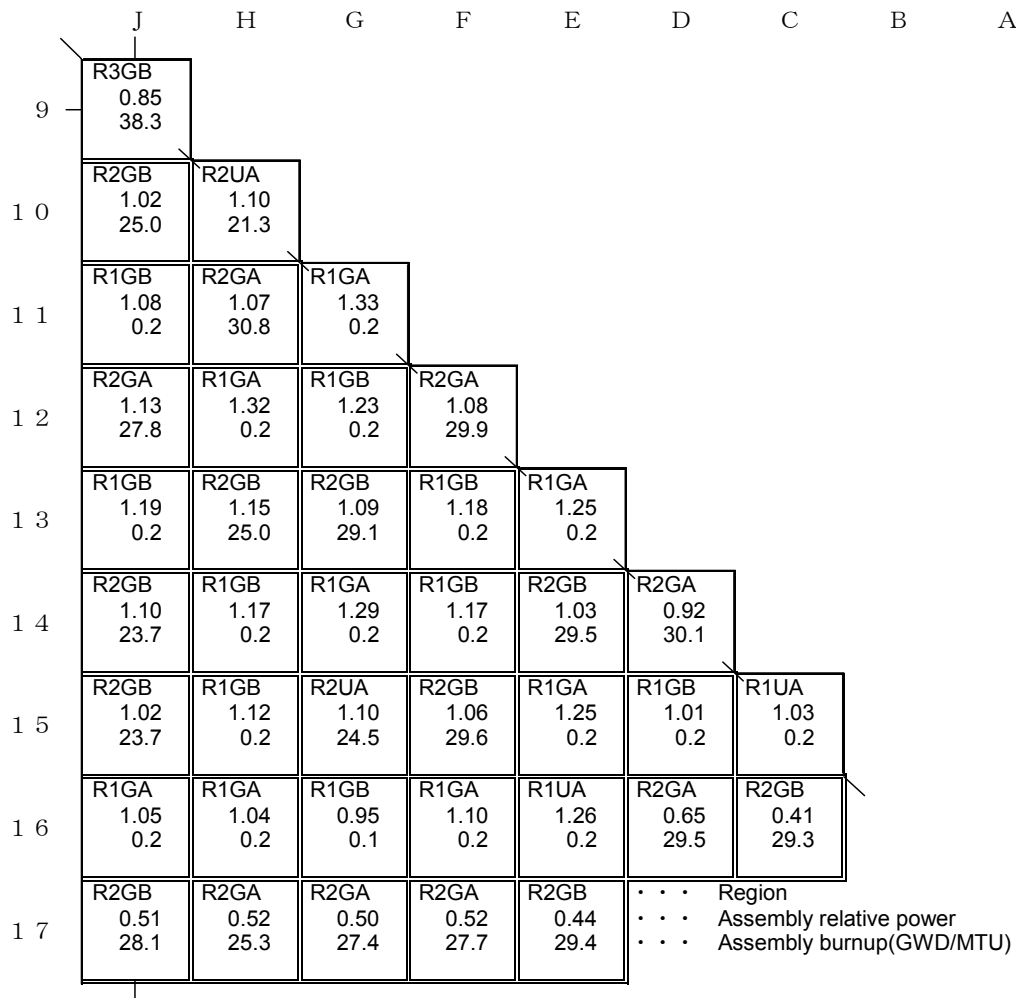 J H G F E D C B A
9
R3GB
0.85
38.3
10
R2GB R2UA
1.02 1.10
25.0 21.3
11
R1GB R2GA R1GA
1.08 1.07 1.33
0.2 30.8 0.2
12
R2GA R1GA R1GB R2GA
1.13 1.32 1.23 1.08
27.8 0.2 0.2 29.9
13
R1GB R2GB R2GB R1GB R1GA
1.19 1.15 1.09 1.18 1.25
0.2 25.0 29.1 0.2 0.2
14
R2GB R1GB R1GA R1GB R2GB R2GA
1.10 1.17 1.29 1.17 1.03 0.92
23.7 0.2 0.2 0.2 29.5 30.1
15
R2GB R1GB R2UA R2GB R1GA R1GB R1UA
1.02 1.12 1.10 1.06 1.25 1.01 1.03
23.7 0.2 24.5 29.6 0.2 0.2 0.2
16
R1GA R1GA R1GB R1GA R1UA R2GA R2GB
1.05 1.04 0.95 1.10 1.26 0.65 0.41
0.2 0.2 0.1 0.2 0.2 29.5 29.3
17
R2GB R2GA R2GA R2GA R2GB ・・・ Region
0.51 0.52 0.50 0.52 0.44 ・・・ Assembly relative power
28.1 25.3 27.4 27.7 29.4 ・・・ Assembly burnup(GWD/MTU)